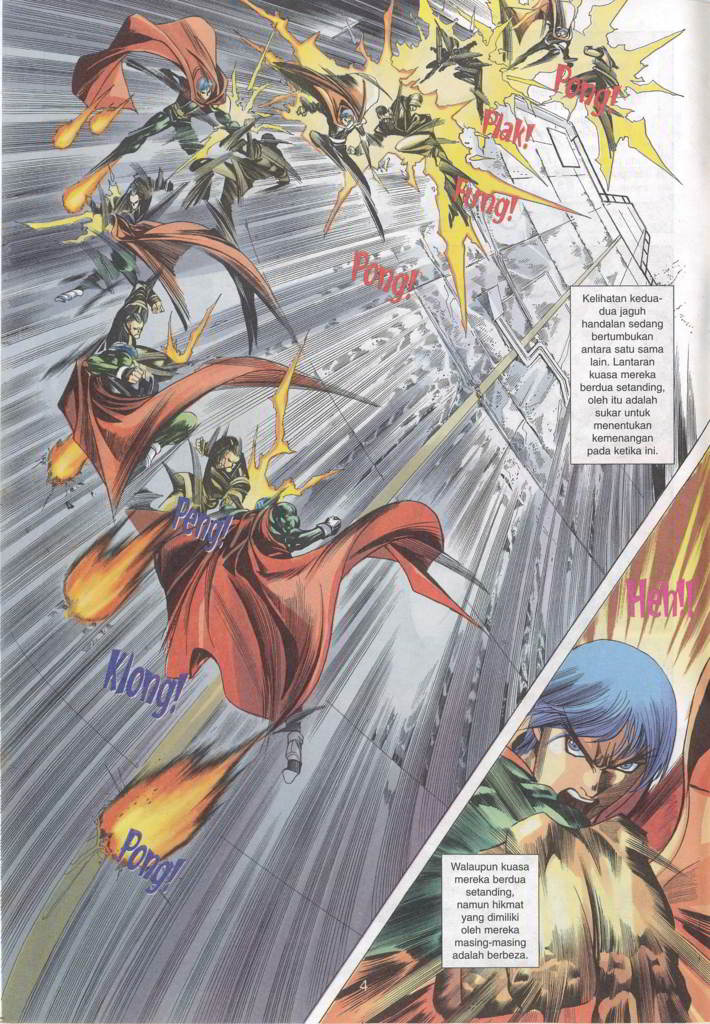 Pong!
Plak!
Pung!
Pong!
Kelihatan kedua-
dua jaguh
handalan sedang
bertumbukan
antara satu sama
lain. Lantaran
kuasa mereka
berdua setanding,
oleh itu adalah
sukar untuk
menentukan
kemenangan
pada ketika ini.
Peng!
Heh!!
Klong!
Pong!
Walaupun kuasa
mereka berdua
setanding,
namun hikmat
yang dimiliki
oleh mereka
masing-masing
adalah berbeza.
4